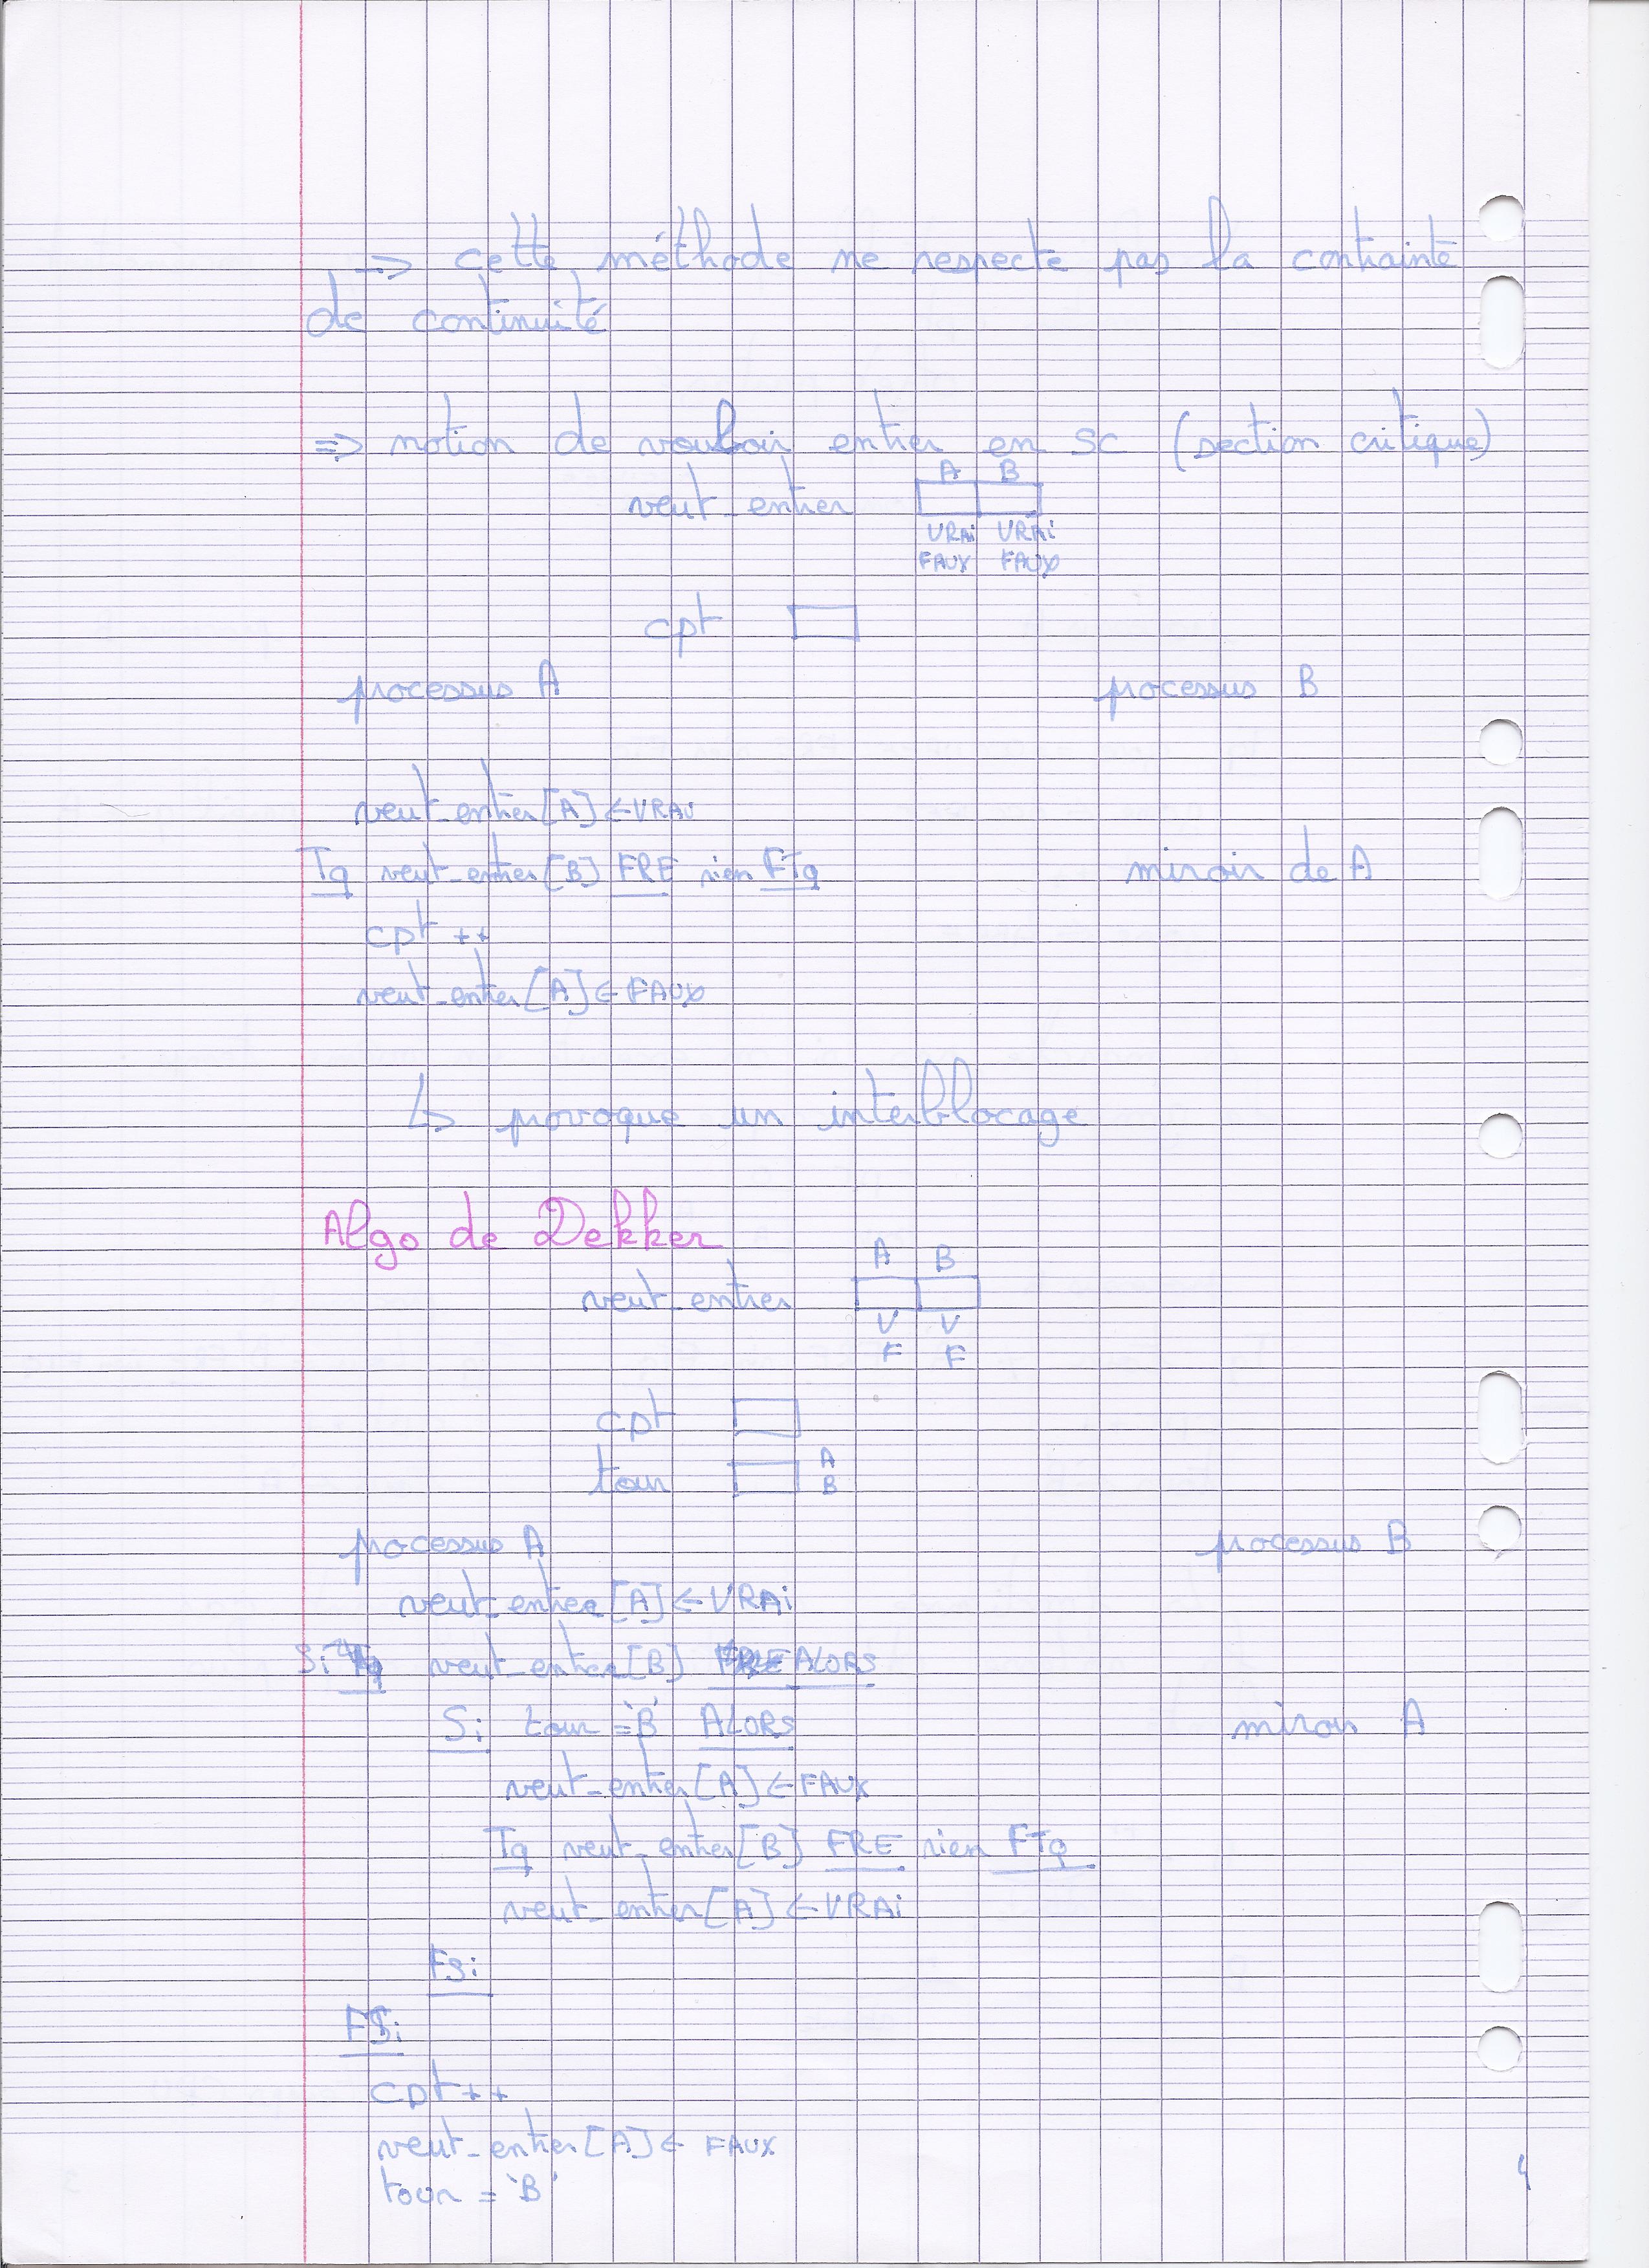 => cette méthode ne respecte pas la contrainte
de continuité
=> notion de vouloir entrer en SC (section critique)
A B
veut_entrer
VRAi VRAi
FAUX FAUX
cpt
processus A processus B
veut_entrer[A] ← VRAi
Tq veut_entrer[B] FRE rien FTq miroir de A
cpt ++
veut_entrer[A] ← FAUX
↳ provoque un interblocage
Algo de Dekker
A B
veut_entrer
V V
F F
cpt
tour A
B
processus A processus B
veut_entrer[A] ← VRAi
Si veut_entrer[B] ALORS
Si tour = 'B' ALORS miroir A
veut_entrer[A] ← FAUX
Tq veut_entrer[B] FRE rien FTq
veut_entrer[A] ← VRAi
FSi
FSi
cpt++
veut_entrer[A] ← FAUX
tour = 'B'
4